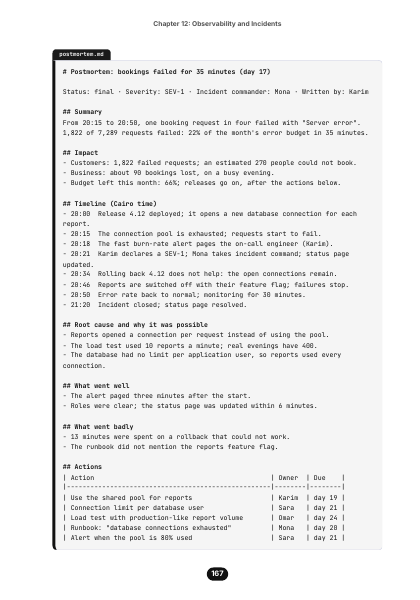 Chapter 12: Observability and Incidents
postmortem.md
# Postmortem: bookings failed for 35 minutes (day 17)
Status: final · Severity: SEV-1 · Incident commander: Mona · Written by: Karim
## Summary
From 20:15 to 20:50, one booking request in four failed with "Server error".
1,822 of 7,289 requests failed: 22% of the month's error budget in 35 minutes.
## Impact
- Customers: 1,822 failed requests; an estimated 270 people could not book.
- Business: about 90 bookings lost, on a busy evening.
- Budget left this month: 66%; releases go on, after the actions below.
## Timeline (Cairo time)
- 20:00  Release 4.12 deployed; it opens a new database connection for each
report.
- 20:15  The connection pool is exhausted; requests start to fail.
- 20:18  The fast burn-rate alert pages the on-call engineer (Karim).
- 20:21  Karim declares a SEV-1; Mona takes incident command; status page
updated.
- 20:34  Rolling back 4.12 does not help: the open connections remain.
- 20:46  Reports are switched off with their feature flag; failures stop.
- 20:50  Error rate back to normal; monitoring for 30 minutes.
- 21:20  Incident closed; status page resolved.
## Root cause and why it was possible
- Reports opened a connection per request instead of using the pool.
- The load test used 10 reports a minute; real evenings have 400.
- The database had no limit per application user, so reports used every
connection.
## What went well
- The alert paged three minutes after the start.
- Roles were clear; the status page was updated within 6 minutes.
## What went badly
- 13 minutes were spent on a rollback that could not work.
- The runbook did not mention the reports feature flag.
## Actions
| Action | Owner | Due |
|---|---|---|
| Use the shared pool for reports | Karim | day 19 |
| Connection limit per database user | Sara | day 21 |
| Load test with production-like report volume | Omar | day 24 |
| Runbook: "database connections exhausted" | Mona | day 20 |
| Alert when the pool is 80% used | Sara | day 21 |
167